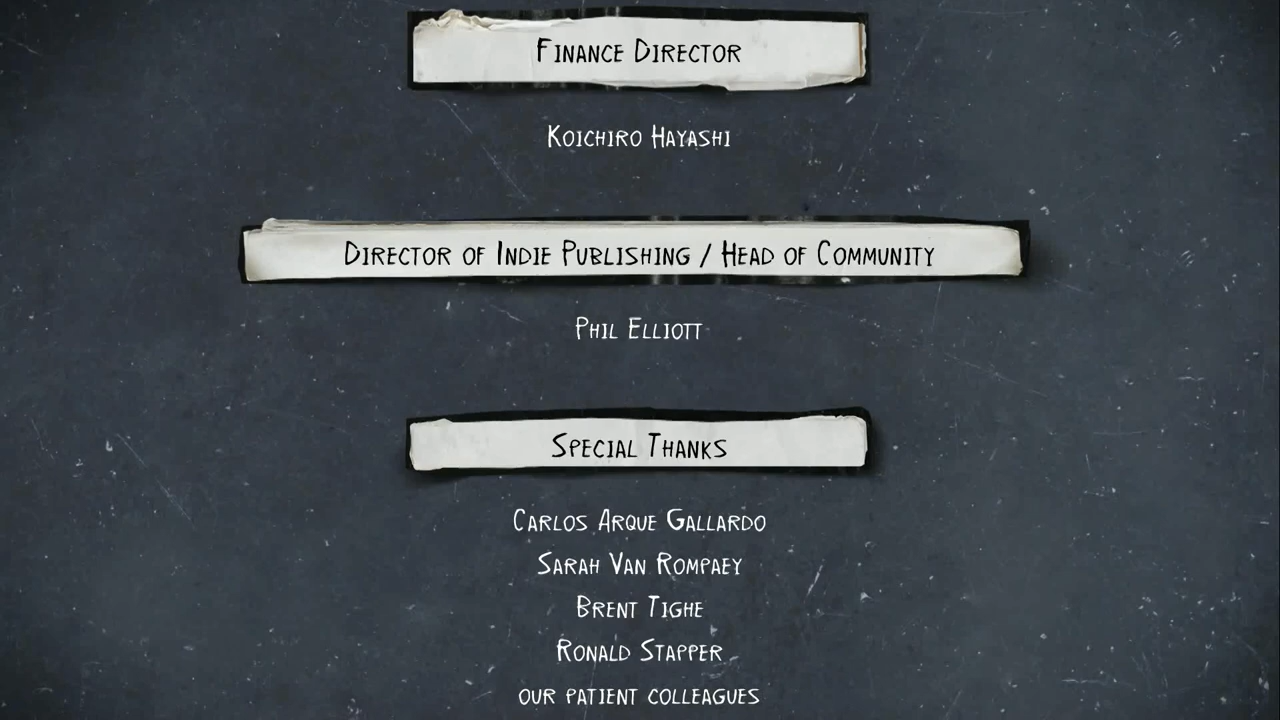 Finance Director
Koichiro Hayashi
Director of Indie Publishing / Head of Community
Phil Elliott
Special Thanks
Carlos Arque Gallardo
Sarah Van Rompaey
Brent Tighe
Ronald Stapper
our patient colleagues